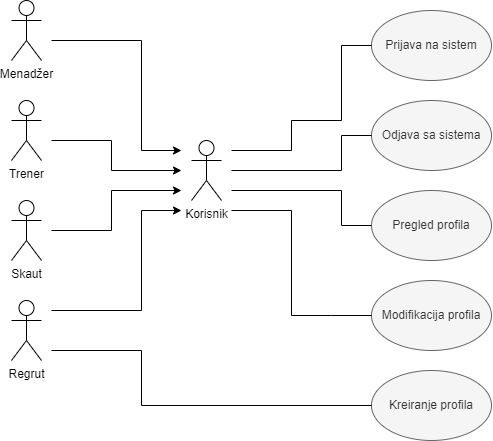 Menadžer
Trener
Skaut
Regrut
Korisnik
Prijava na sistem
Odjava sa sistema
Pregled profila
Modifikacija profila
Kreiranje profila